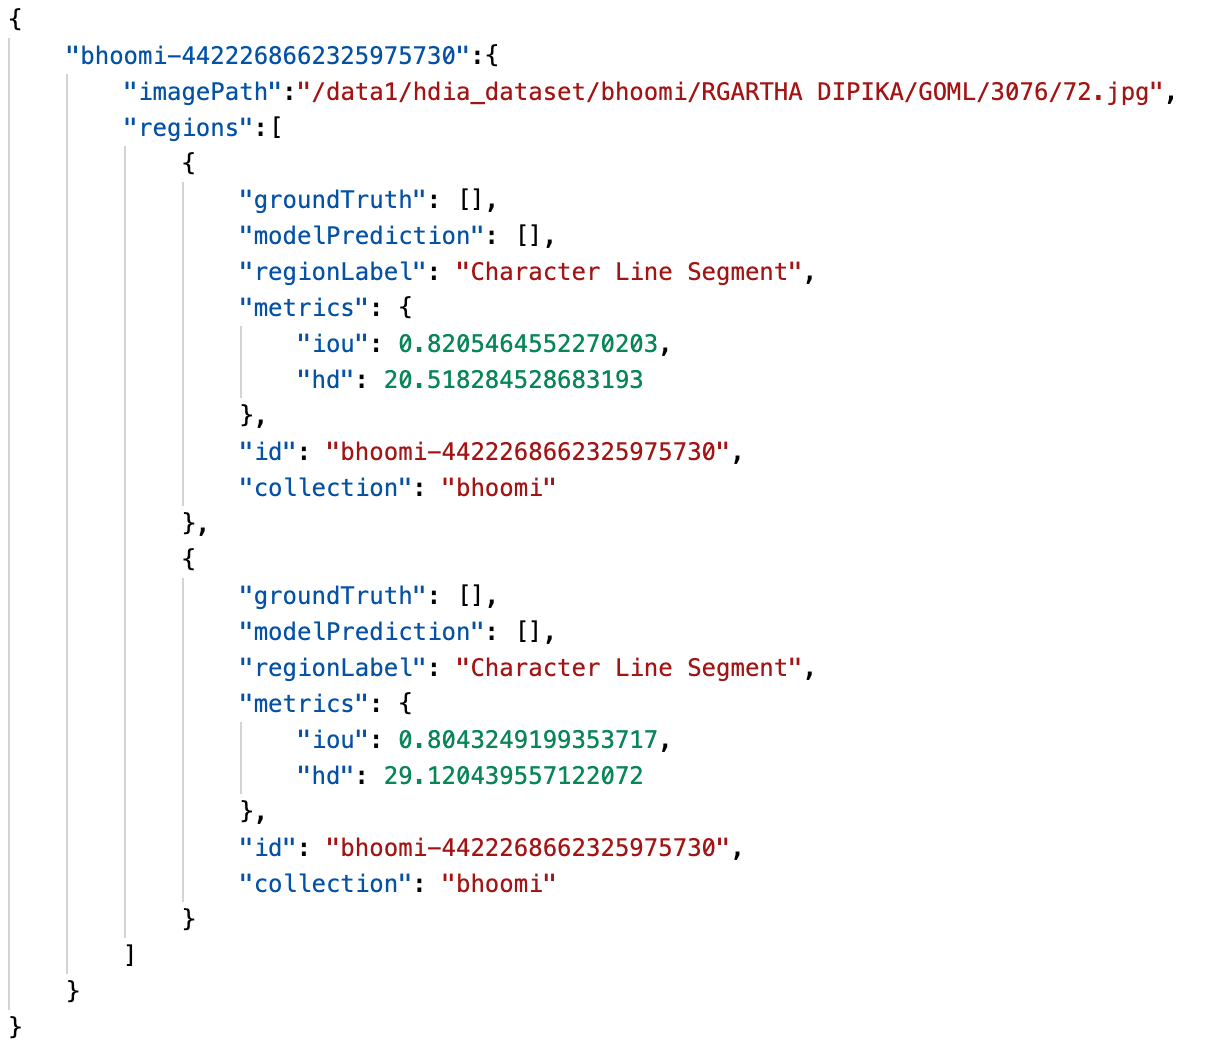 {
"bhoomi-4422268662325975730":{
"imagePath":"/data1/hdia_dataset/bhoomi/RGARTHA DIPIKA/GOML/3076/72.jpg",
"regions":[
{
"groundTruth": [],
"modelPrediction": [],
"regionLabel": "Character Line Segment",
"metrics": {
"iou": 0.8205464552270203,
"hd": 20.518284528683193
},
"id": "bhoomi-4422268662325975730",
"collection": "bhoomi"
},
{
"groundTruth": [],
"modelPrediction": [],
"regionLabel": "Character Line Segment",
"metrics": {
"iou": 0.8043249199353717,
"hd": 29.120439557122072
},
"id": "bhoomi-4422268662325975730",
"collection": "bhoomi"
}
]
}
}